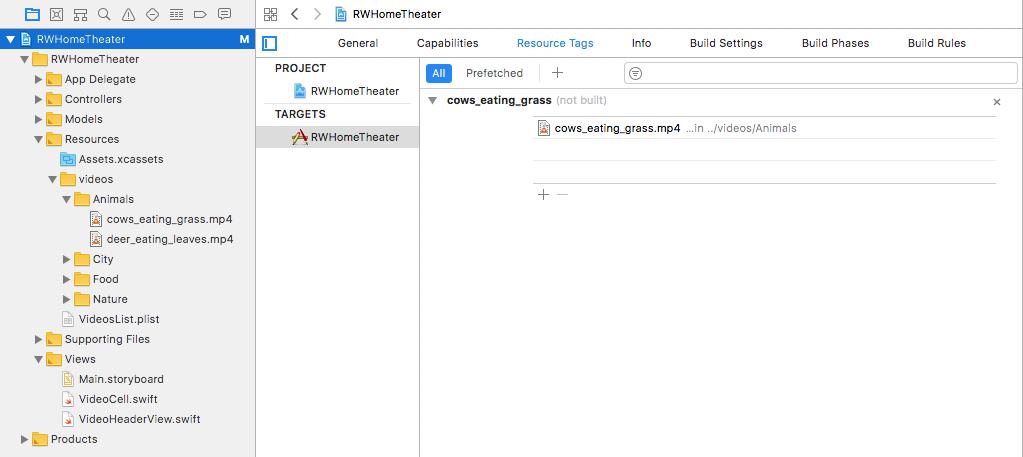 RWHomeTheater M
RWHomeTheater
App Delegate
Controllers
Models
Resources
Assets.xcassets
videos
Animals
cows_eating_grass.mp4
deer_eating_leaves.mp4
City
Food
Nature
VideosList.plist
Supporting Files
Views
Main.storyboard
VideoCell.swift
VideoHeaderView.swift
Products
RWHomeTheater
General Capabilities Resource Tags Info Build Settings Build Phases Build Rules
PROJECT
RWHomeTheater
TARGETS
RWHomeTheater
All Prefetched
cows_eating_grass (not built)
cows_eating_grass.mp4 ...in ../videos/Animals